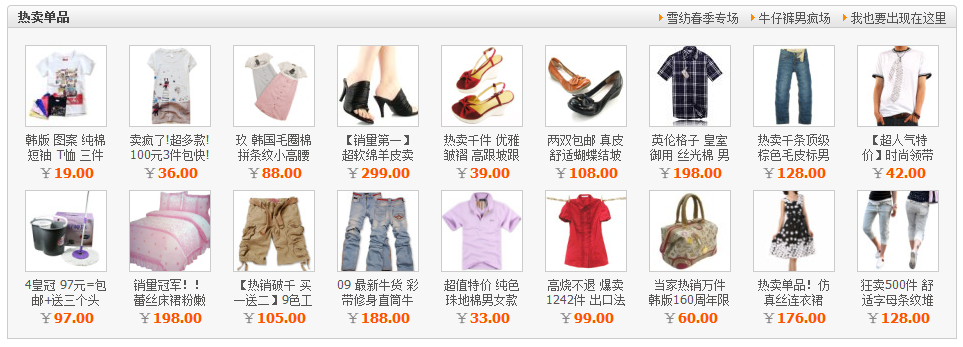 热卖单品
雪纺春季专场 牛仔裤男疯场 我也要出现在这里
韩版 图案 纯棉
短袖 T恤 三件
￥19.00
卖疯了!超多款!
100元3件包快!
￥36.00
玖 韩国毛圈棉
拼条纹小高腰
￥88.00
【销量第一】
超软绵羊皮卖
￥299.00
热卖千件 优雅
皱褶 高跟坡跟
￥39.00
两双包邮 真皮
舒适蝴蝶结坡
￥108.00
英伦格子 皇室
御用 丝光棉 男
￥198.00
热卖千条顶级
棕色毛皮标男
￥128.00
【超人气特
价】时尚领带
￥42.00
4皇冠 97元=包
邮+送三个头
￥97.00
销量冠军！！
蕾丝床裙粉嫩
￥198.00
【热销破千 买
一送二】9色工
￥105.00
09 最新牛货 彩
带修身直筒牛
￥188.00
超值特价 纯色
珠地棉男女款
￥33.00
高烧不退 爆卖
1242件 出口法
￥99.00
当家热销万件
韩版160周年限
￥60.00
热卖单品！仿
真丝连衣裙
￥176.00
狂卖500件 舒
适字母条纹堆
￥128.00